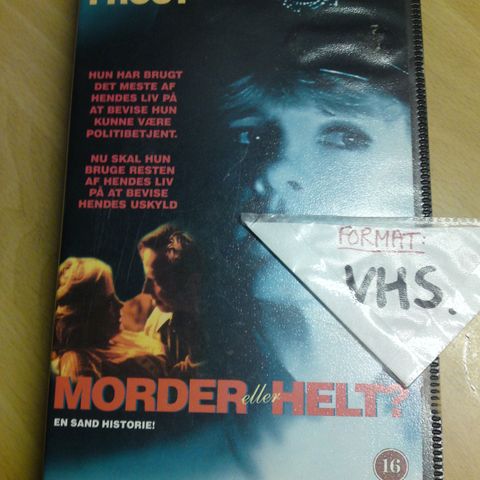 HUN HAR BRUGT
DET MESTE AF
HENDES LIV PÅ
AT BEVISE HUN
KUNNE VÆRE
POLITIBETJENT.
NU SKAL HUN
BRUGE RESTEN
AF HENDES LIV
PÅ AT BEVISE
HENDES USKYLD
FORMAT:
VHS.
MORDER eller HELT?
EN SAND HISTORIE!
16